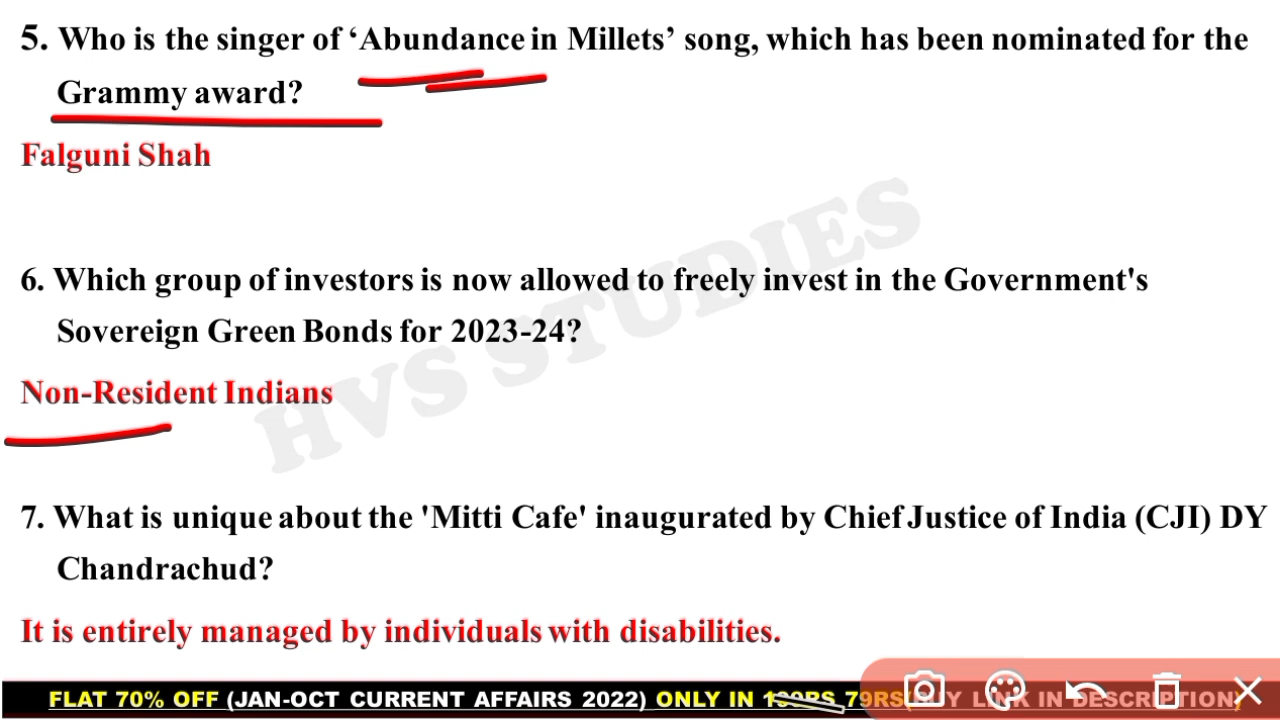 5. Who is the singer of ‘Abundance in Millets’ song, which has been nominated for the
Grammy award?
Falguni Shah
HVS STUDIES
6. Which group of investors is now allowed to freely invest in the Government's
Sovereign Green Bonds for 2023-24?
Non-Resident Indians
7. What is unique about the 'Mitti Cafe' inaugurated by Chief Justice of India (CJI) DY
Chandrachud?
It is entirely managed by individuals with disabilities.
FLAT 70% OFF (JAN-OCT CURRENT AFFAIRS 2022) ONLY IN 79RS LINK IN DESCRIPTION)